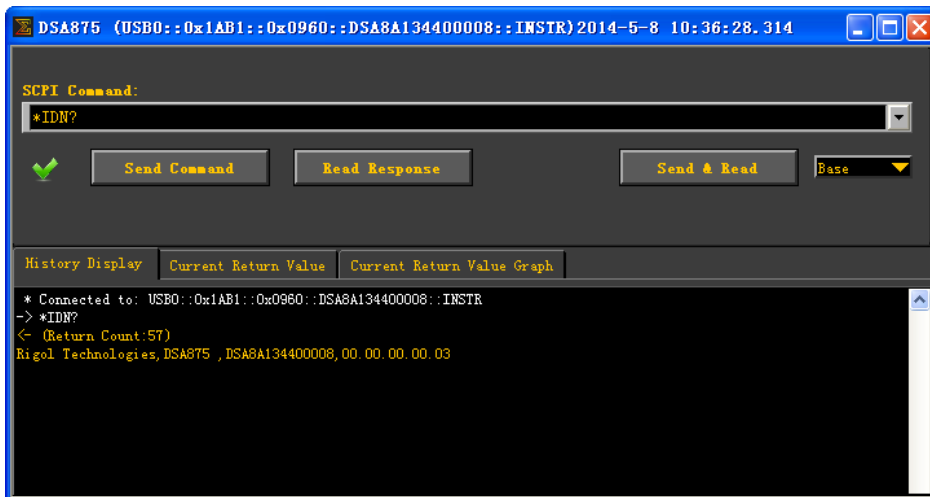 DSA875 (USB0::0x1AB1::0x0960::DSA8A134400008::INSTR)2014-5-8 10:36:28.314
SCPI Command:
*IDN?
Send Command Read Response Send & Read Base
History Display Current Return Value Current Return Value Graph
* Connected to: USB0::0x1AB1::0x0960::DSA8A134400008::INSTR
-> *IDN?
<- (Return Count:57)
Rigol Technologies,DSA875 ,DSA8A134400008,00.00.00.00.03